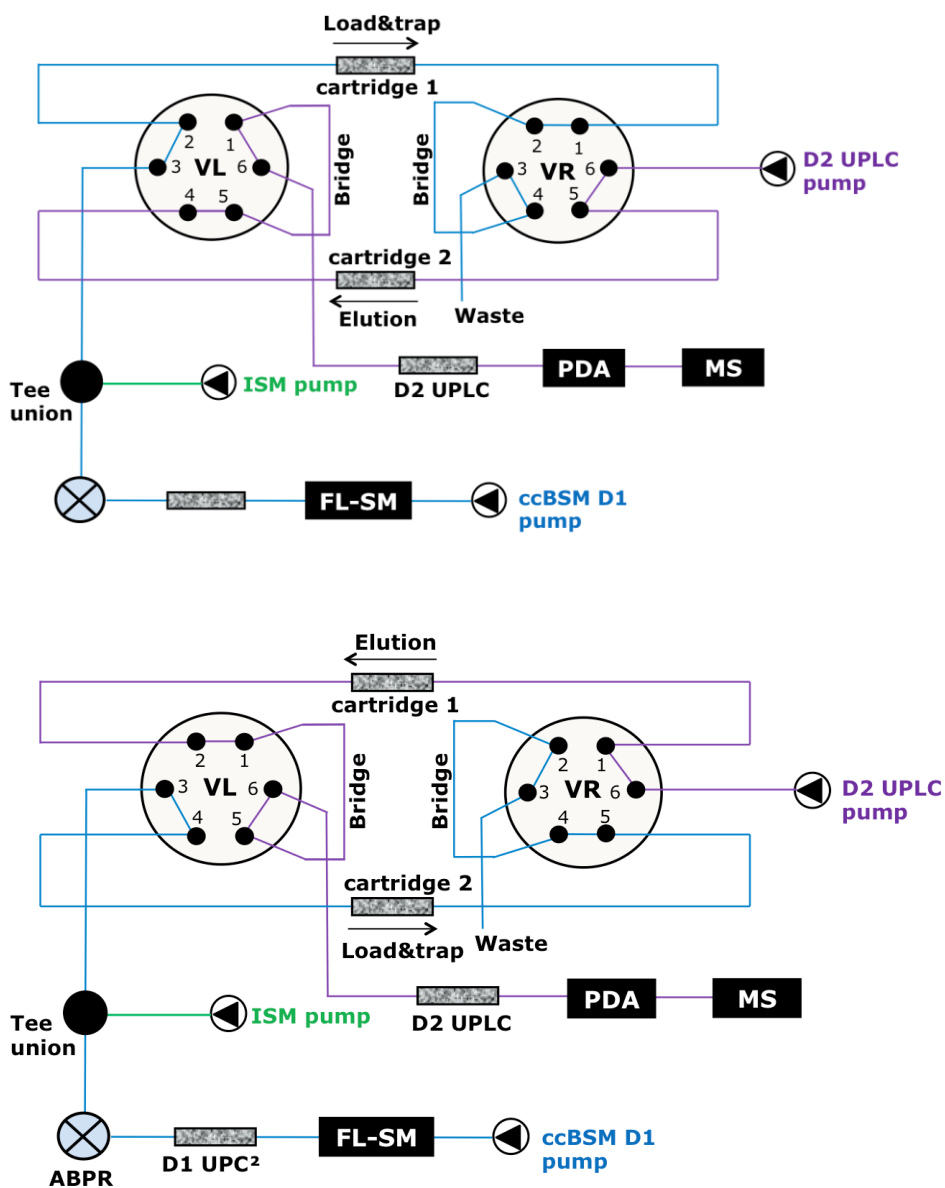 Load&trap
cartridge 1
2
1
VL
3
6
4
5
Bridge
Bridge
2
1
VR
3
6
4
5
D2 UPLC
pump
cartridge 2
Elution
Waste
Tee
union
ISM pump
D2 UPLC
PDA
MS
FL-SM
ccBSM D1
pump
Elution
cartridge 1
2
1
VL
3
6
4
5
Bridge
Bridge
2
1
VR
3
6
4
5
D2 UPLC
pump
cartridge 2
Load&trap
Waste
Tee
union
ISM pump
D2 UPLC
PDA
MS
ABPR
D1 UPC²
FL-SM
ccBSM D1
pump